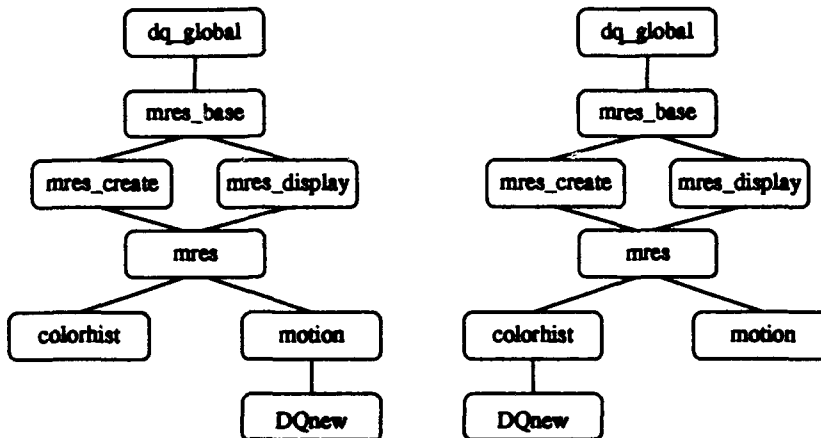 dq_global
mres_base
mres_create
mres_display
mres
colorhist
motion
DQnew
dq_global
mres_base
mres_create
mres_display
mres
colorhist
motion
DQnew